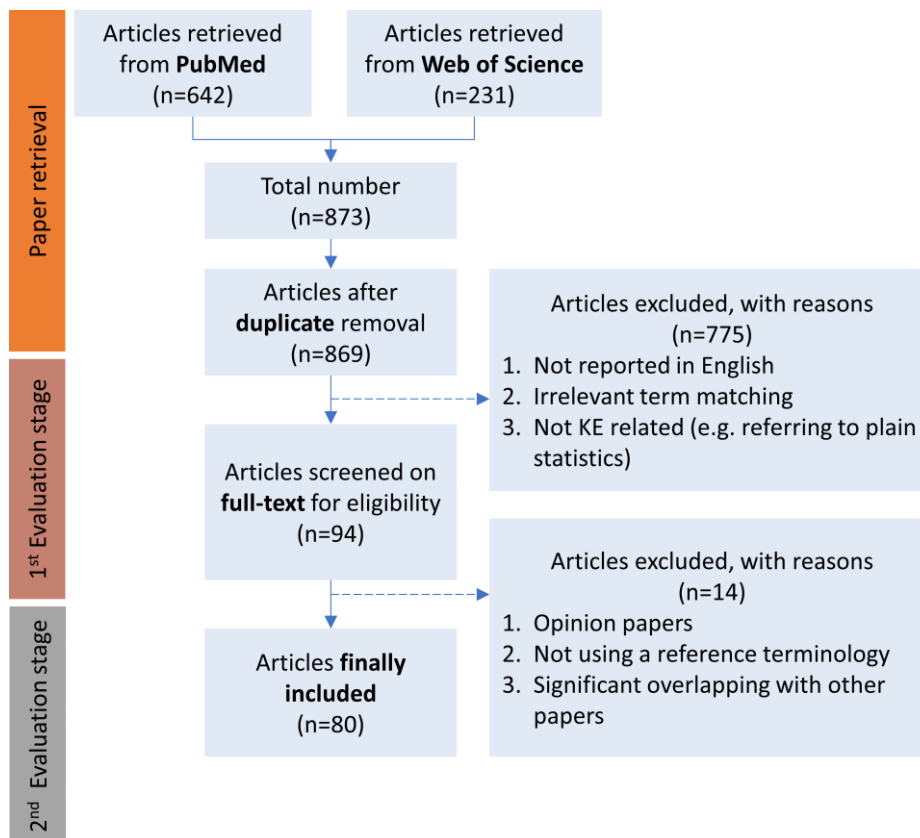 Paper retrieval
Articles retrieved
from PubMed
(n=642)
Articles retrieved
from Web of Science
(n=231)
Total number
(n=873)
Articles after
duplicate removal
(n=869)
Articles excluded, with reasons
(n=775)
1. Not reported in English
2. Irrelevant term matching
3. Not KE related (e.g. referring to plain
statistics)
1st Evaluation stage
Articles screened on
full-text for eligibility
(n=94)
Articles excluded, with reasons
(n=14)
1. Opinion papers
2. Not using a reference terminology
3. Significant overlapping with other
papers
2nd Evaluation stage
Articles finally
included
(n=80)